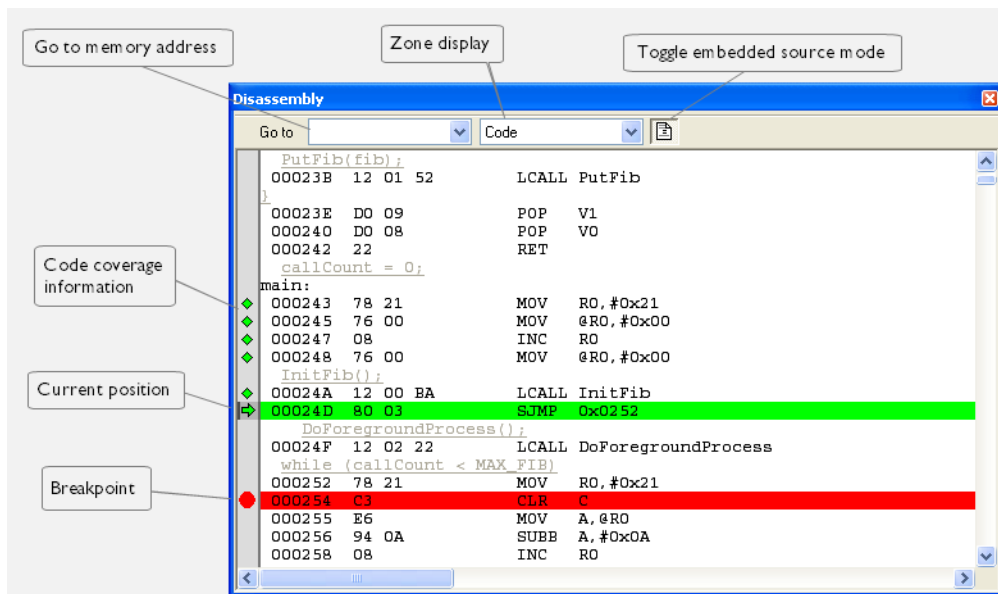 Go to memory address
Zone display
Toggle embedded source mode
Disassembly
Go to
Code
PutFib(fib);
00023B 12 01 52 LCALL PutFib
}
00023E D0 09 POP V1
000240 D0 08 POP V0
000242 22 RET
callCount = 0;
main:
000243 78 21 MOV R0,#0x21
000245 76 00 MOV @R0,#0x00
000247 08 INC R0
000248 76 00 MOV @R0,#0x00
InitFib();
00024A 12 00 BA LCALL InitFib
00024D 80 03 SJMP 0x0252
DoForegroundProcess();
00024F 12 02 22 LCALL DoForegroundProcess
while (callCount < MAX_FIB)
000252 78 21 MOV R0,#0x21
000254 C3 CLR C
000255 E6 MOV A,@R0
000256 94 0A SUBB A,#0x0A
000258 08 INC R0
Code coverage
information
Current position
Breakpoint